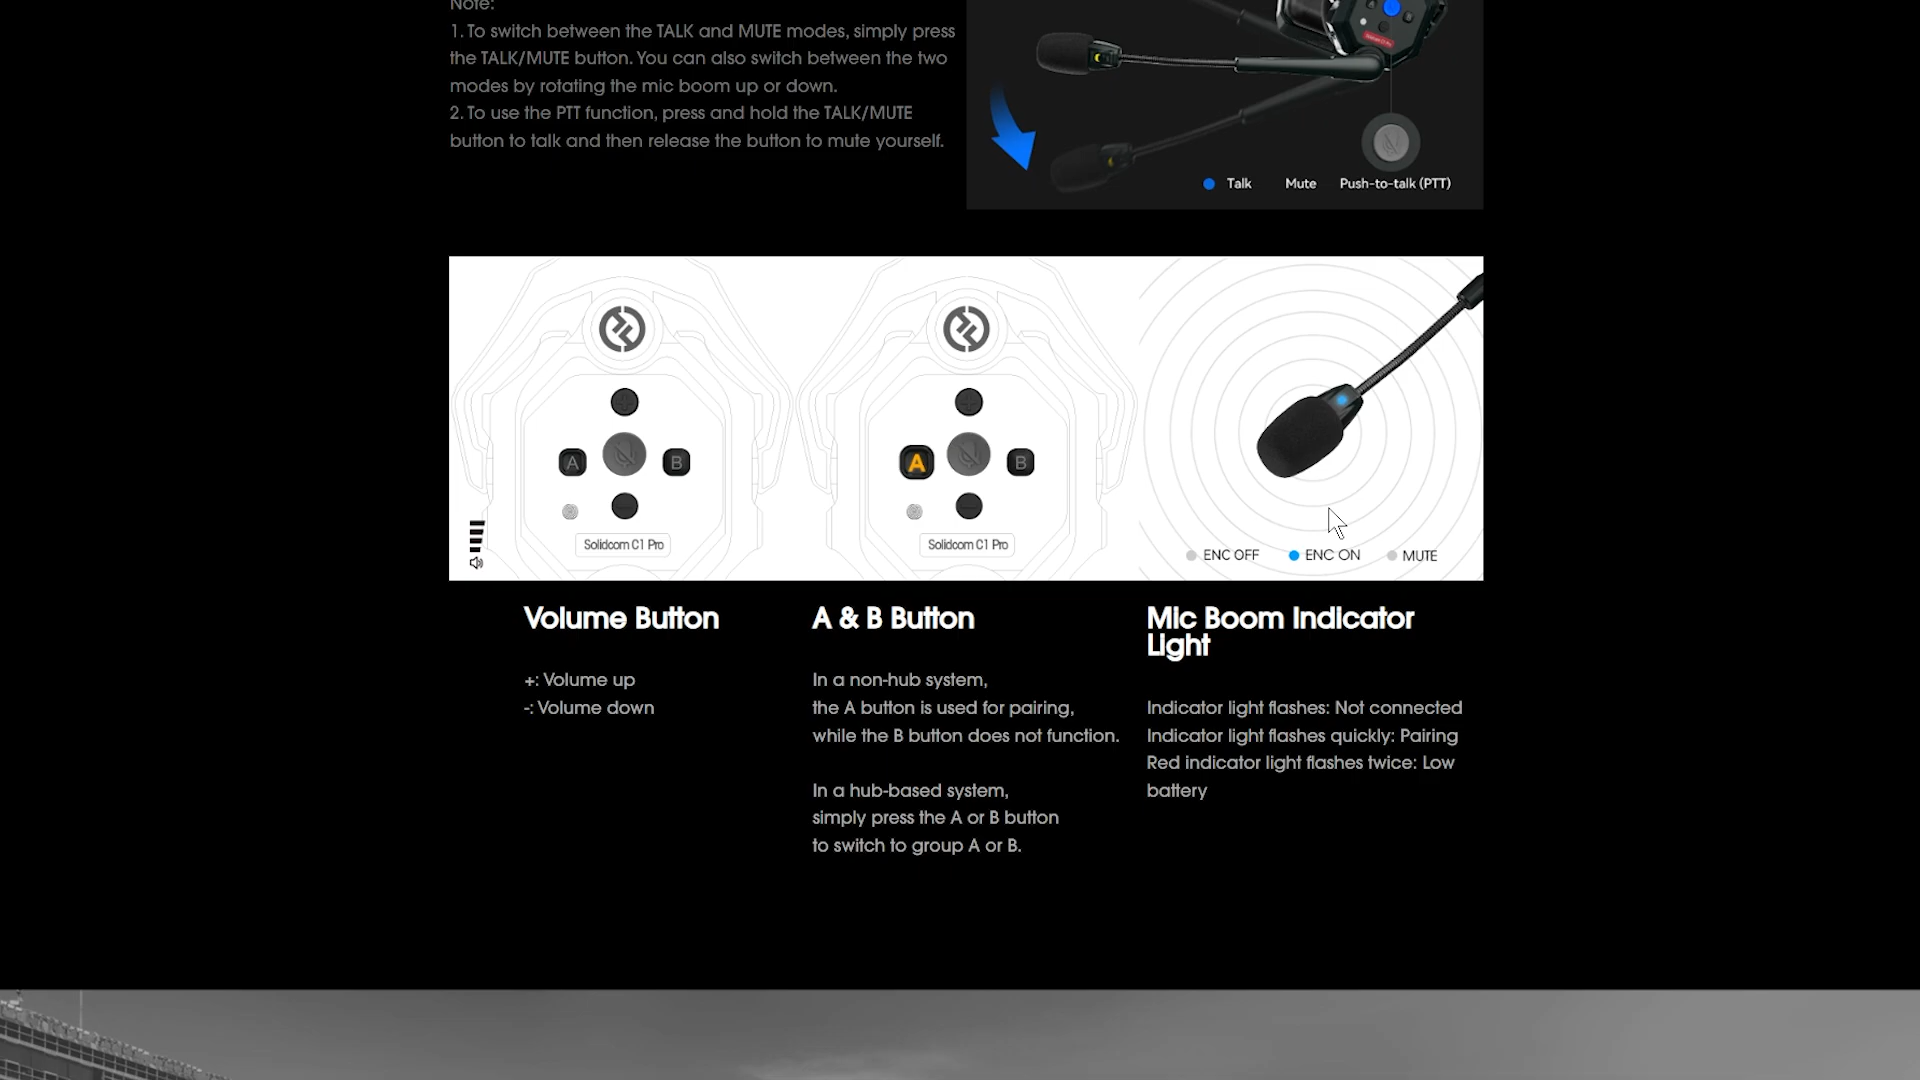 Note:
1. To switch between the TALK and MUTE modes, simply press
the TALK/MUTE button. You can also switch between the two
modes by rotating the mic boom up or down.
2. To use the PTT function, press and hold the TALK/MUTE
button to talk and then release the button to mute yourself.
Talk
Mute
Push-to-talk (PTT)
A
B
Solidcom C1 Pro
A
B
Solidcom C1 Pro
ENC OFF
ENC ON
MUTE
Volume Button
+: Volume up
-: Volume down
A & B Button
In a non-hub system,
the A button is used for pairing,
while the B button does not function.
In a hub-based system,
simply press the A or B button
to switch to group A or B.
Mic Boom Indicator
Light
Indicator light flashes: Not connected
Indicator light flashes quickly: Pairing
Red indicator light flashes twice: Low
battery